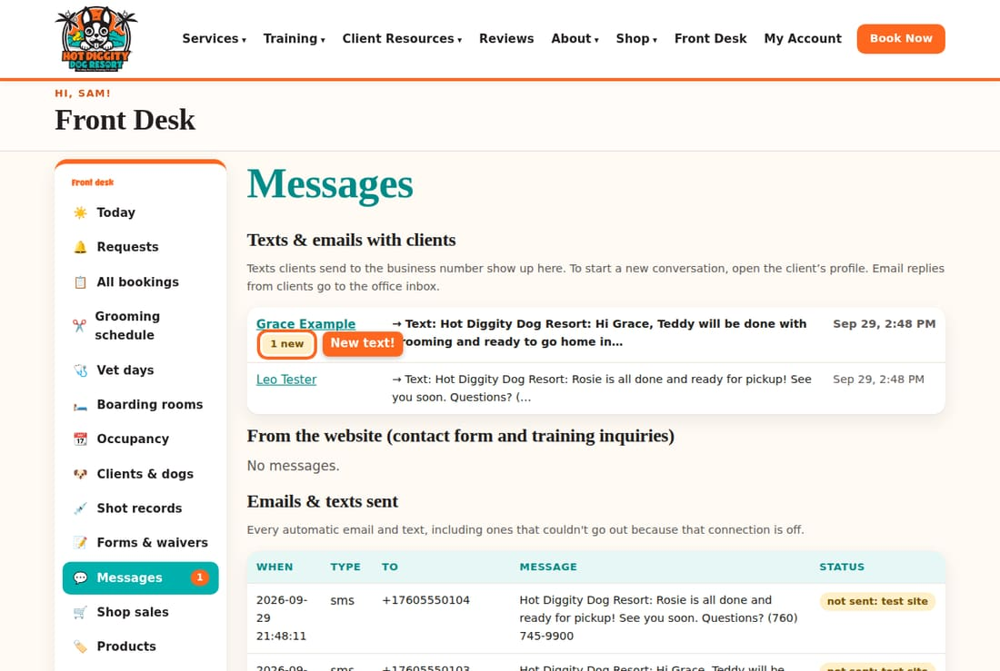 HOT DIGGITY
DOG RESORT
Services ▾ Training ▾ Client Resources ▾ Reviews About ▾ Shop ▾ Front Desk My Account Book Now
HI, SAM!
Front Desk
Front desk
Today
Requests
All bookings
Grooming
schedule
Vet days
Boarding rooms
Occupancy
Clients & dogs
Shot records
Forms & waivers
Messages 1
Shop sales
Products
Messages
Texts & emails with clients
Texts clients send to the business number show up here. To start a new conversation, open the client’s profile. Email replies
from clients go to the office inbox.
Grace Example → Text: Hot Diggity Dog Resort: Hi Grace, Teddy will be done with Sep 29, 2:48 PM
1 new New text! rooming and ready to go home in…
Leo Tester → Text: Hot Diggity Dog Resort: Rosie is all done and ready for pickup! See Sep 29, 2:48 PM
you soon. Questions? (…
From the website (contact form and training inquiries)
No messages.
Emails & texts sent
Every automatic email and text, including ones that couldn't go out because that connection is off.
WHEN TYPE TO MESSAGE STATUS
2026-09- sms +17605550104 Hot Diggity Dog Resort: Rosie is all done and not sent: test site
29 ready for pickup! See you soon. Questions? (760)
21:48:11 745-9900
2026-09- sms +17605550103 Hot Diggity Dog Resort: Hi Grace, Teddy will be not sent: test site